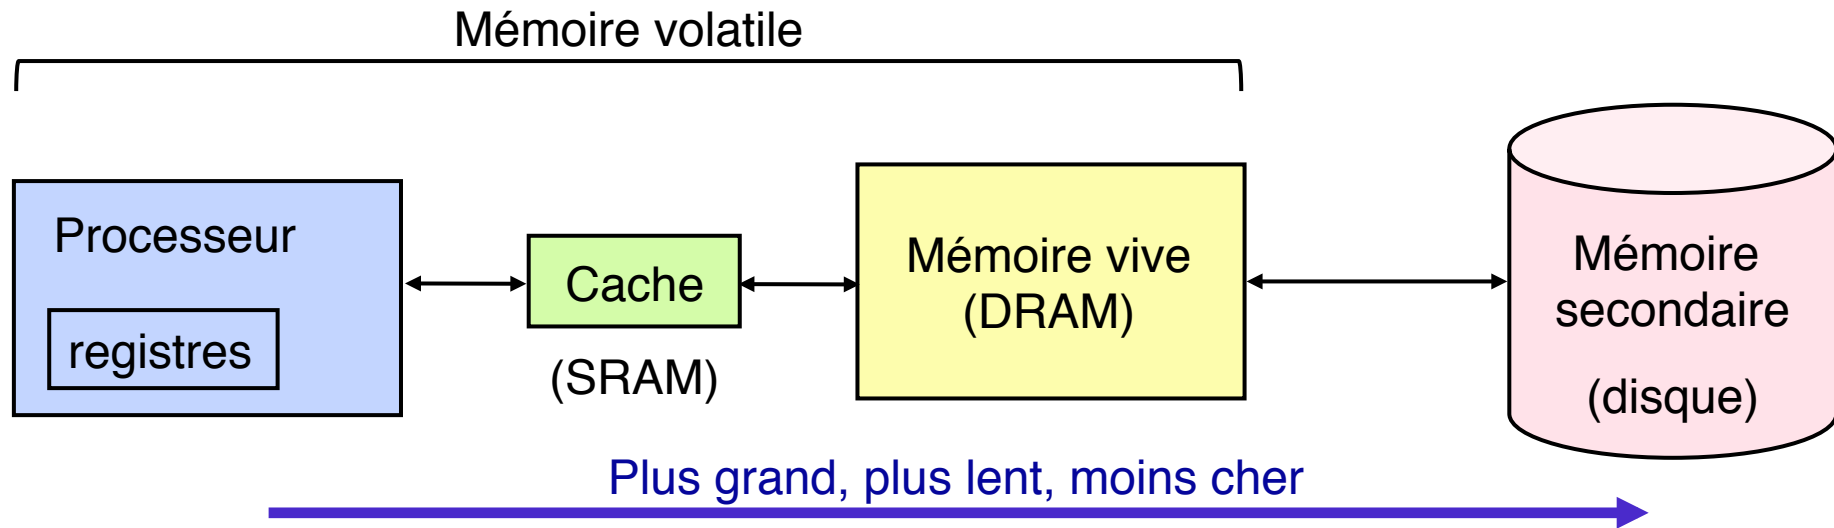 Mémoire volatile
Processeur
registres
Cache
(SRAM)
Mémoire vive
(DRAM)
Mémoire
secondaire
(disque)
Plus grand, plus lent, moins cher